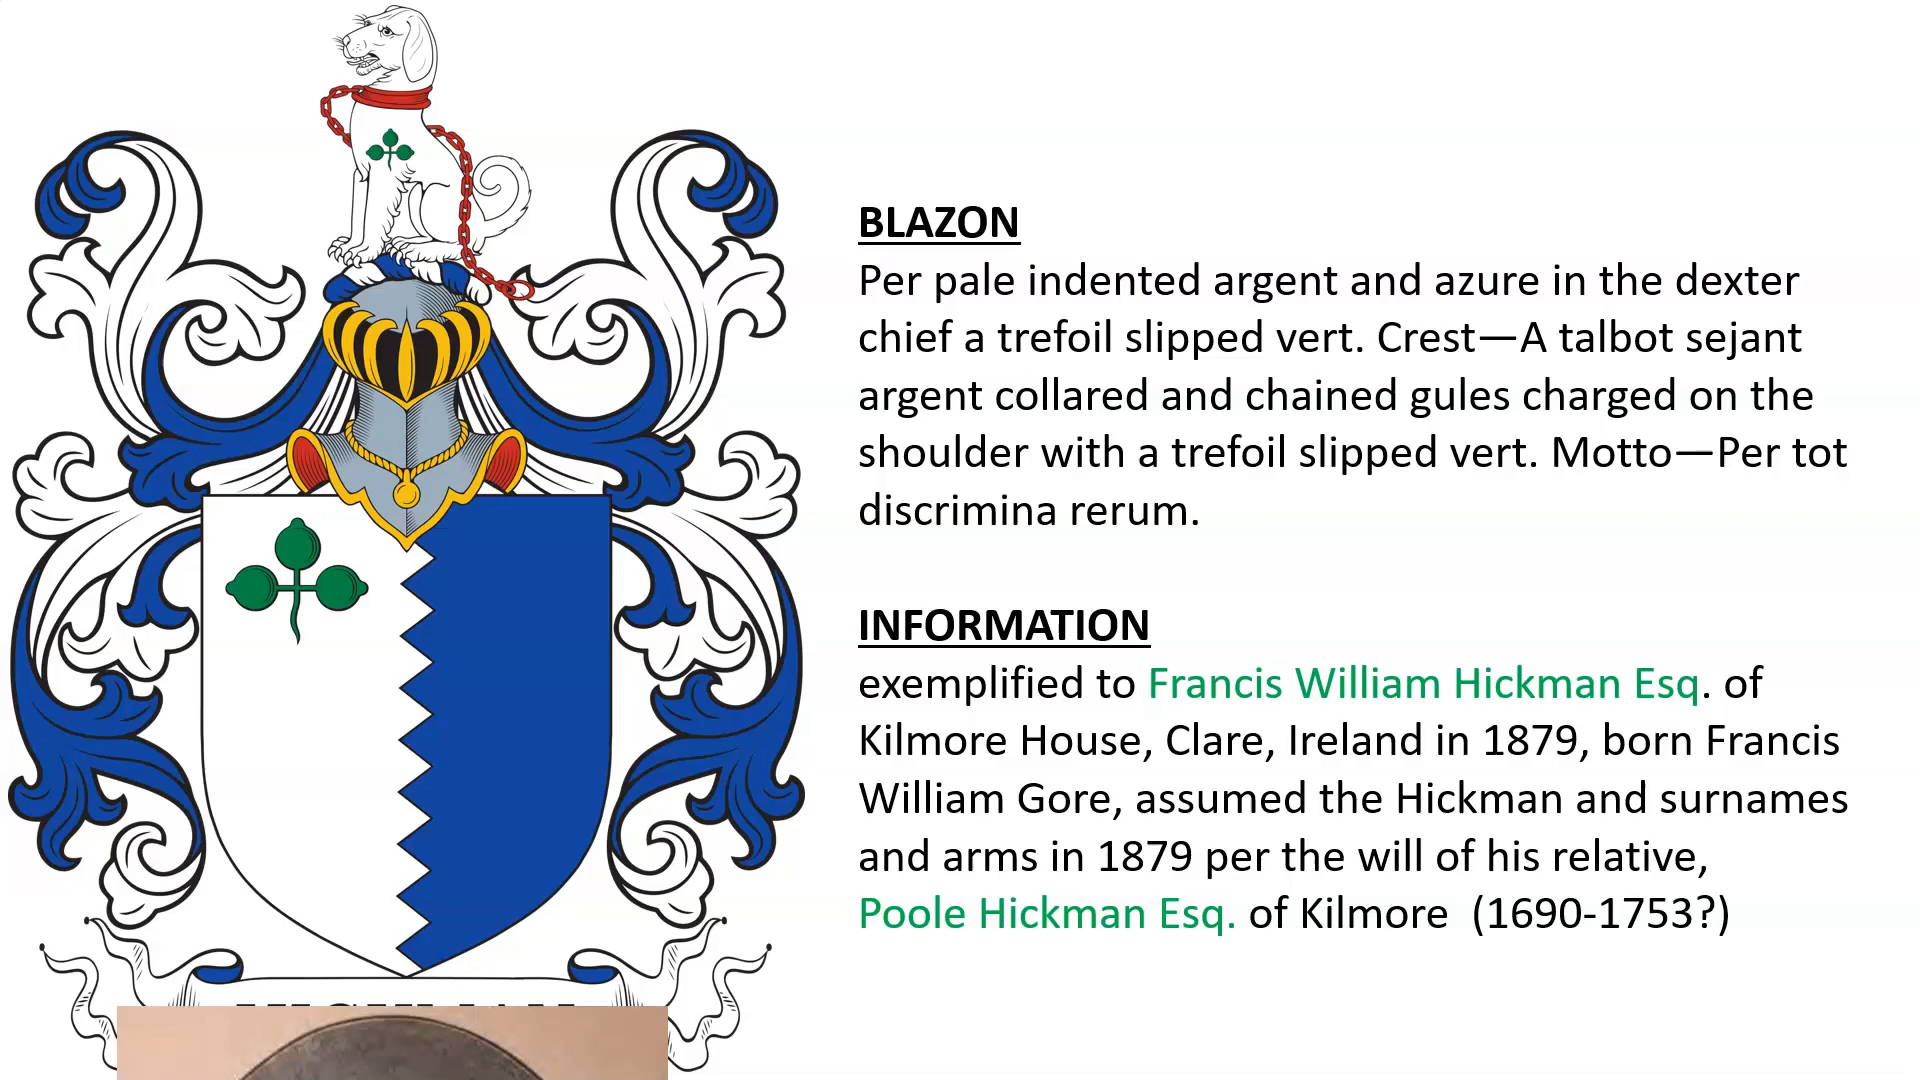 BLAZON
Per pale indented argent and azure in the dexter
chief a trefoil slipped vert. Crest—A talbot sejant
argent collared and chained gules charged on the
shoulder with a trefoil slipped vert. Motto—Per tot
discrimina rerum.
INFORMATION
exemplified to Francis William Hickman Esq. of
Kilmore House, Clare, Ireland in 1879, born Francis
William Gore, assumed the Hickman and surnames
and arms in 1879 per the will of his relative,
Poole Hickman Esq. of Kilmore (1690-1753?)